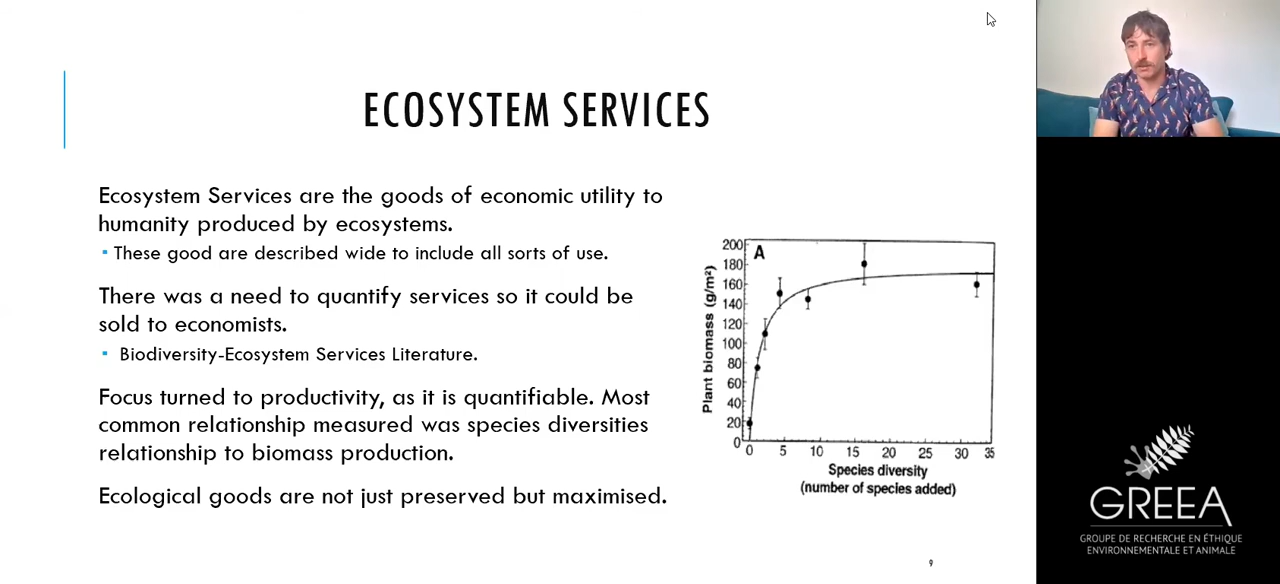 ECOSYSTEM SERVICES
Ecosystem Services are the goods of economic utility to
humanity produced by ecosystems.
▪ These good are described wide to include all sorts of use.
There was a need to quantify services so it could be
sold to economists.
▪ Biodiversity-Ecosystem Services Literature.
Focus turned to productivity, as it is quantifiable. Most
common relationship measured was species diversities
relationship to biomass production.
Ecological goods are not just preserved but maximised.
A
Plant biomass (g/m²)
200
180
160
140
120
100
80
60
40
20
0
0 5 10 15 20 25 30 35
Species diversity
(number of species added)
9
GREEA
GROUPE DE RECHERCHE EN ÉTHIQUE
ENVIRONNEMENTALE ET ANIMALE